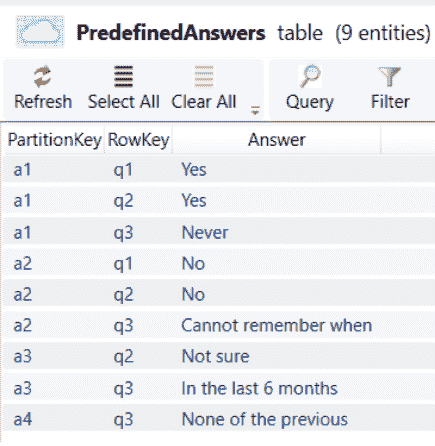 PredefinedAnswers table (9 entities)
Refresh Select All Clear All Query Filter
PartitionKey RowKey Answer
a1 q1 Yes
a1 q2 Yes
a1 q3 Never
a2 q1 No
a2 q2 No
a2 q3 Cannot remember when
a3 q2 Not sure
a3 q3 In the last 6 months
a4 q3 None of the previous